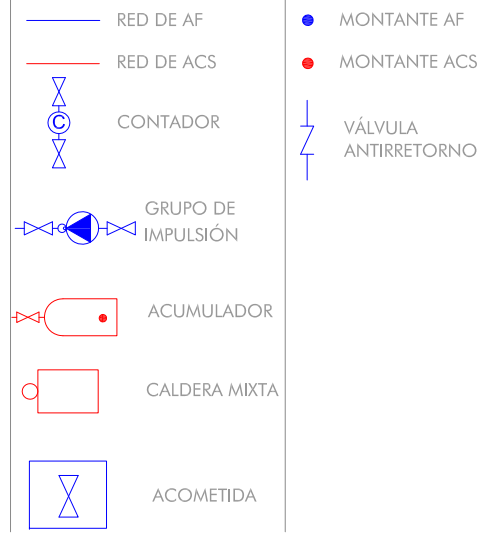 RED DE AF
RED DE ACS
C
CONTADOR
GRUPO DE
IMPULSIÓN
ACUMULADOR
CALDERA MIXTA
ACOMETIDA
MONTANTE AF
MONTANTE ACS
VÁLVULA
ANTIRRETORNO